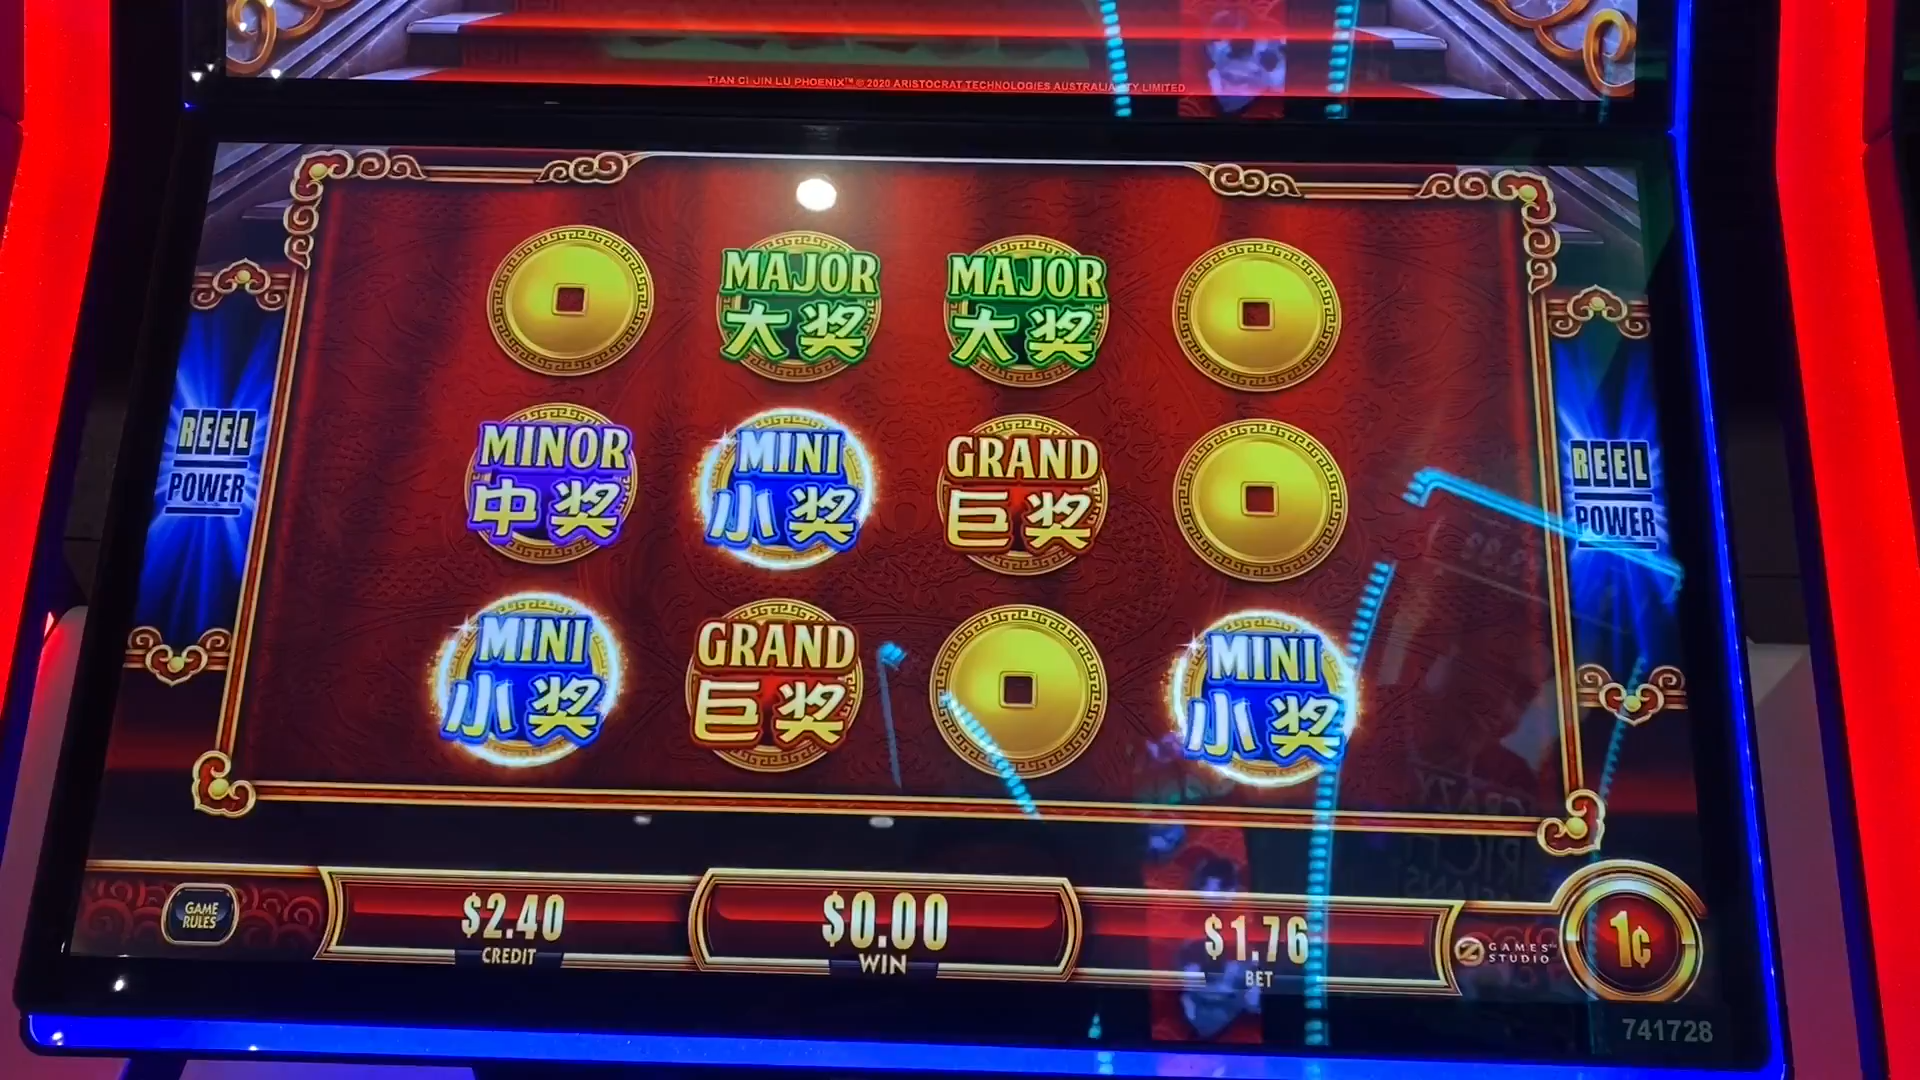 TIAN CI JIN LU PHOENIX™ © 2020 ARISTOCRAT TECHNOLOGIES AUSTRALIA PTY LIMITED
MAJOR
大奖
MAJOR
大奖
REEL
POWER
MINOR
中奖
MINI
小奖
GRAND
巨奖
REEL
POWER
MINI
小奖
GRAND
巨奖
MINI
小奖
GAME
RULES
$2.40
CREDIT
$0.00
WIN
$1.76
BET
GAMES™
STUDIO
1¢
741728